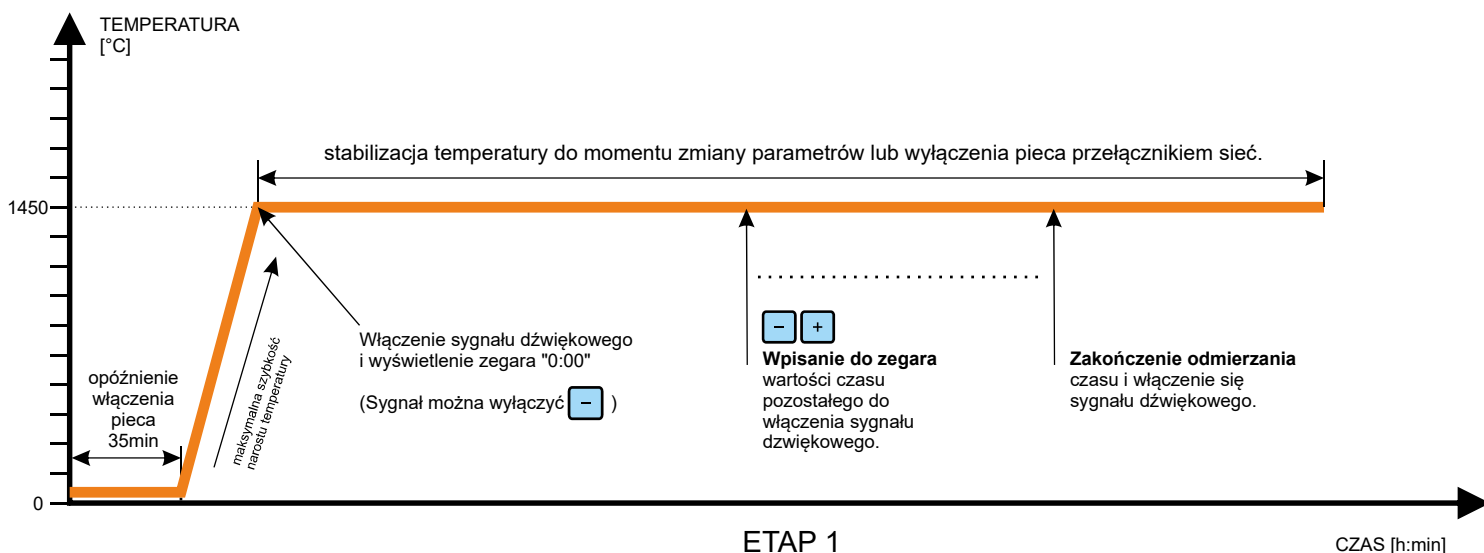 TEMPERATURA
[°C]
stabilizacja temperatury do momentu zmiany parametrów lub wyłączenia pieca przełącznikiem sieć.
1450
opóźnienie
włączenia
pieca
35min
maksymalna szybkość
narostu temperatury
Włączenie sygnału dźwiękowego
i wyświetlenie zegara "0:00"
(Sygnał można wyłączyć - )
- +
Wpisanie do zegara
wartości czasu
pozostałego do
włączenia sygnału
dzwiękowego.
Zakończenie odmierzania
czasu i włączenie się
sygnału dźwiękowego.
0
ETAP 1
CZAS [h:min]